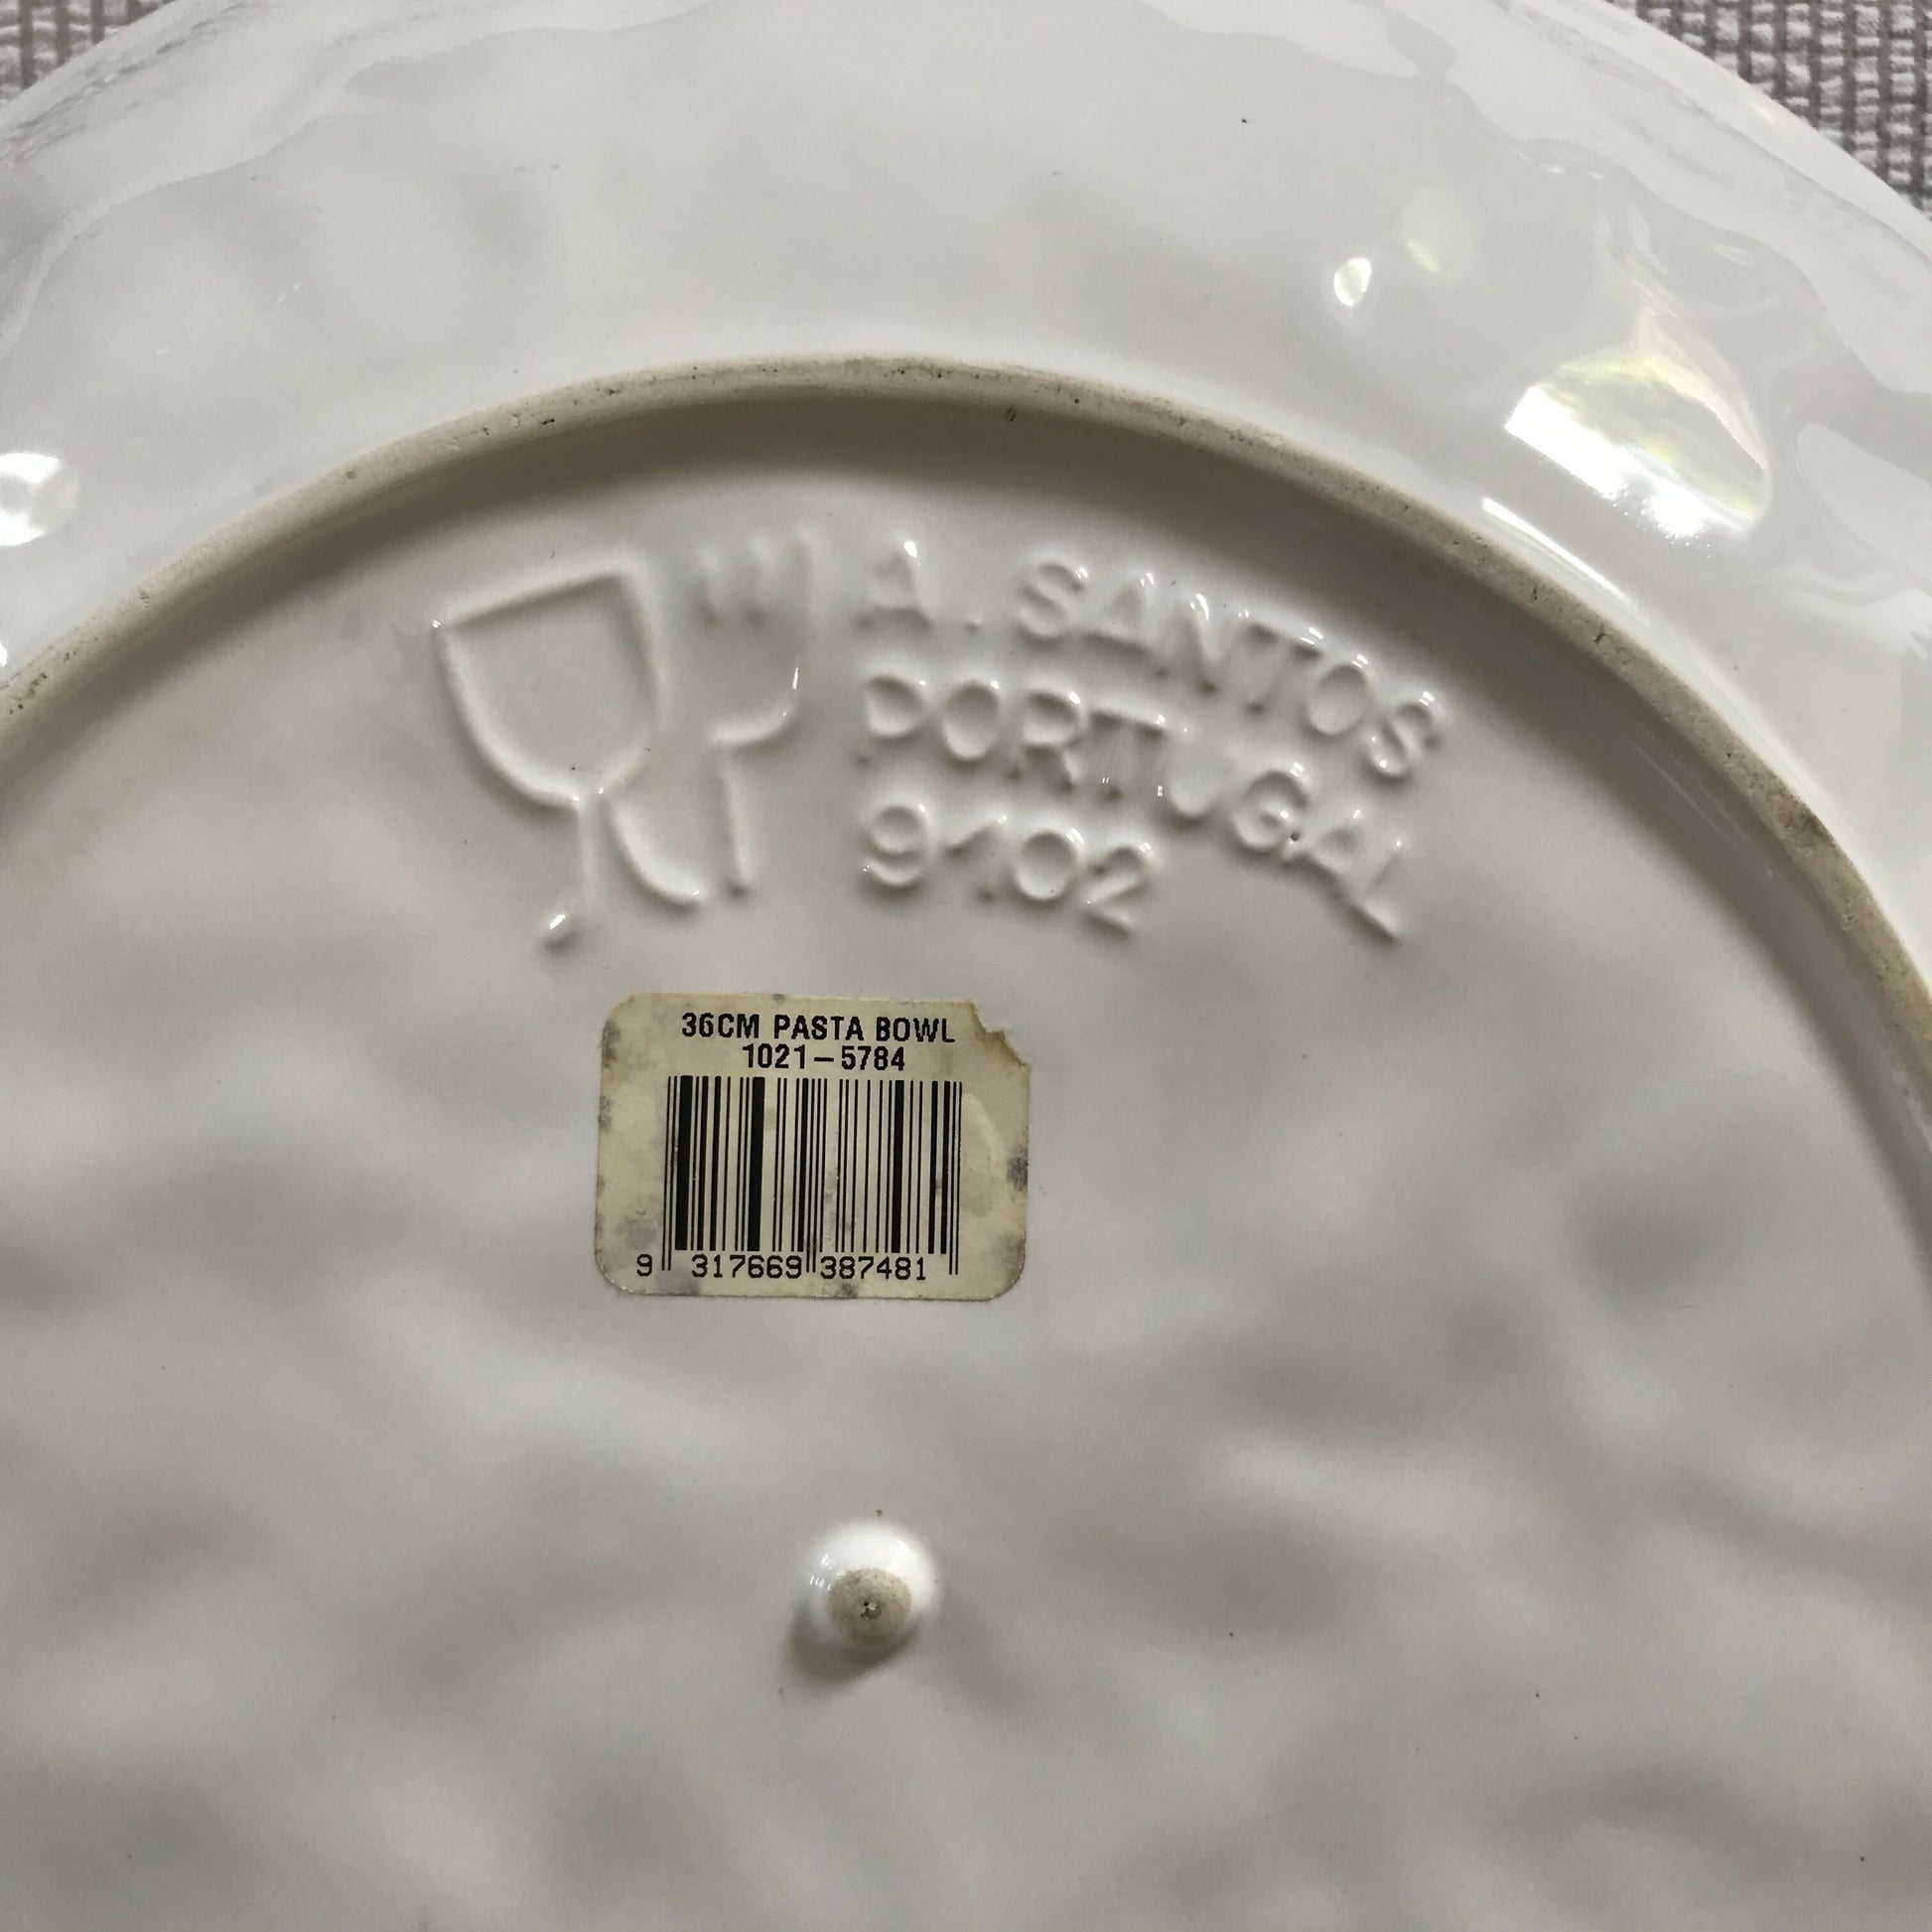 A. SANTOS
PORTUGAL
9102
36CM PASTA BOWL
1021-5784
9 317669 387481